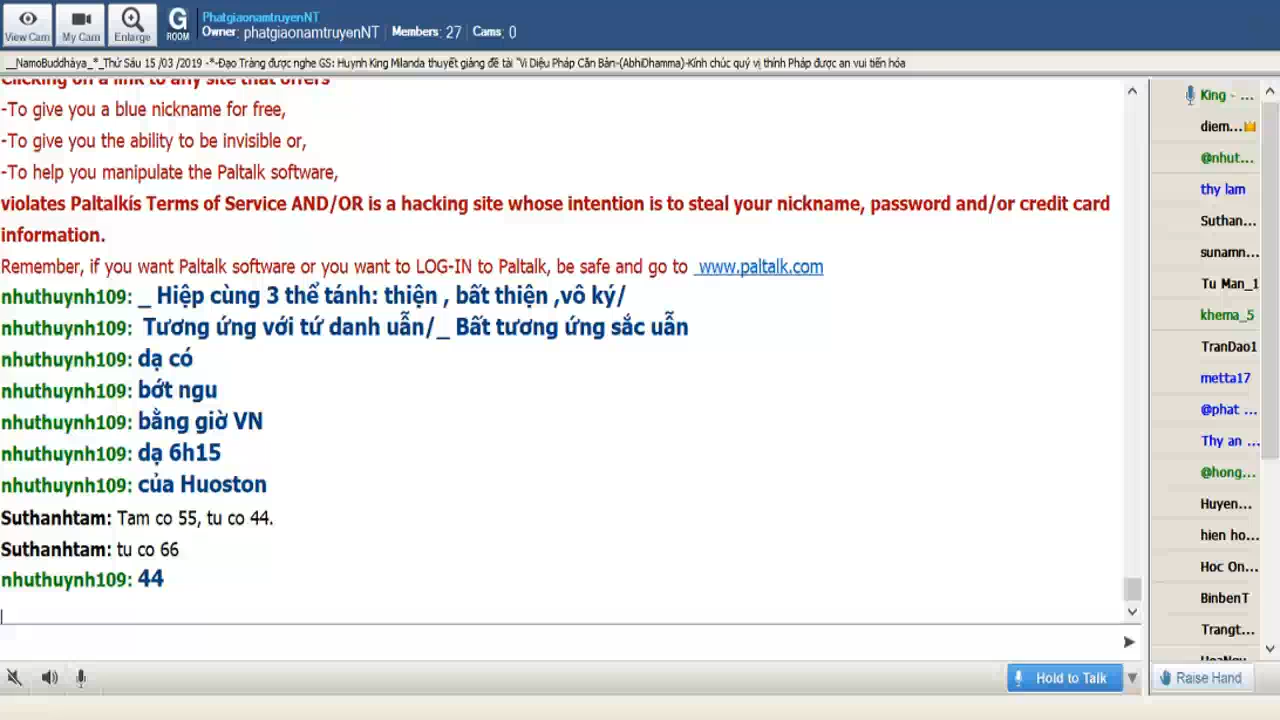 View Cam
My Cam
Enlarge
G
ROOM
PhatgiaonamtruyenNT
Owner: phatgiaonamtruyenNT Members: 27 Cams: 0
__NamoBuddhàya_*_Thứ Sáu 15 /03 /2019 -*-Đạo Tràng được nghe GS: Huynh King Milanda thuyết giảng đề tài "Vi Diệu Pháp Căn Bản-(AbhiDhamma)-Kính chúc quý vị thính Pháp được an vui tiến hóa
Clicking on a link to any site that offers
-To give you a blue nickname for free,
-To give you the ability to be invisible or,
-To help you manipulate the Paltalk software,
violates Paltalkís Terms of Service AND/OR is a hacking site whose intention is to steal your nickname, password and/or credit card
information.
Remember, if you want Paltalk software or you want to LOG-IN to Paltalk, be safe and go to www.paltalk.com
nhuthuynh109: _ Hiệp cùng 3 thể tánh: thiện , bất thiện ,vô ký/
nhuthuynh109: Tương ứng với tứ danh uẩn/_ Bất tương ứng sắc uẩn
nhuthuynh109: dạ có
nhuthuynh109: bớt ngu
nhuthuynh109: bằng giờ VN
nhuthuynh109: dạ 6h15
nhuthuynh109: của Huoston
Suthanhtam: Tam co 55, tu co 44.
Suthanhtam: tu co 66
nhuthuynh109: 44
King - ...
diem...
@nhut...
thy lam
Suthan...
sunamn...
Tu Man_1
khema_5
TranDao1
metta17
@phat ...
Thy an ...
@hong...
Huyen...
hien ho...
Hoc On...
BinbenT
Trangt...
Hold to Talk
Raise Hand